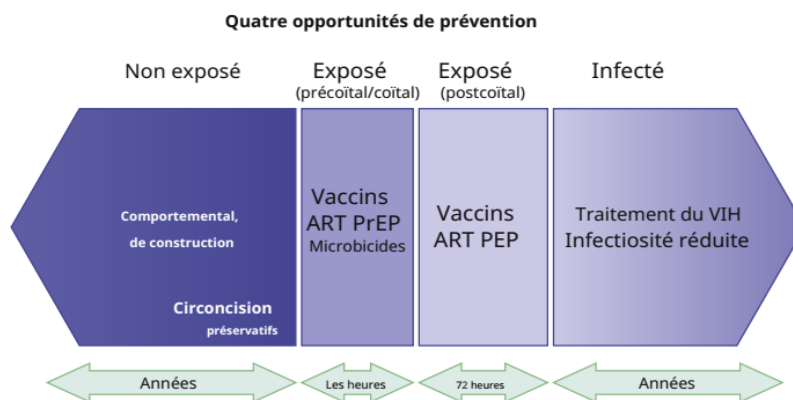 Quatre opportunités de prévention
Non exposé
Exposé
(précoïtal/coïtal)
Exposé
(postcoïtal)
Infecté
Comportemental,
de construction
Circoncision
préservatifs
Vaccins
ART PrEP
Microbicides
Vaccins
ART PEP
Traitement du VIH
Infectiosité réduite
Années
Les heures
72 heures
Années